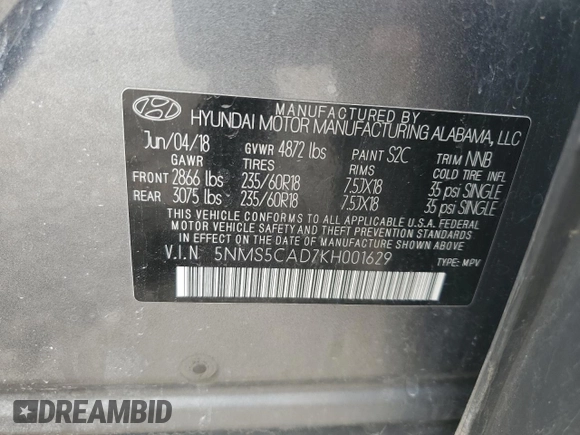 MANUFACTURED BY
HYUNDAI MOTOR MANUFACTURING ALABAMA, LLC
Jun/04/18 GVWR 4872 lbs PAINT S2C TRIM NNB
GAWR TIRES RIMS COLD TIRE INFL
FRONT 2866 lbs 235/60R18 7.5JX18 35 psi SINGLE
REAR 3075 lbs 235/60R18 7.5JX18 35 psi SINGLE
THIS VEHICLE CONFORMS TO ALL APPLICABLE U.S.A. FEDERAL
MOTOR VEHICLE SAFETY AND THEFT PREVENTION STANDARDS
IN EFFECT ON THE DATE OF MANUFACTURE SHOWN ABOVE.
V.I.N 5NMS5CAD7KH001629 TYPE: MPV
DREAMBID